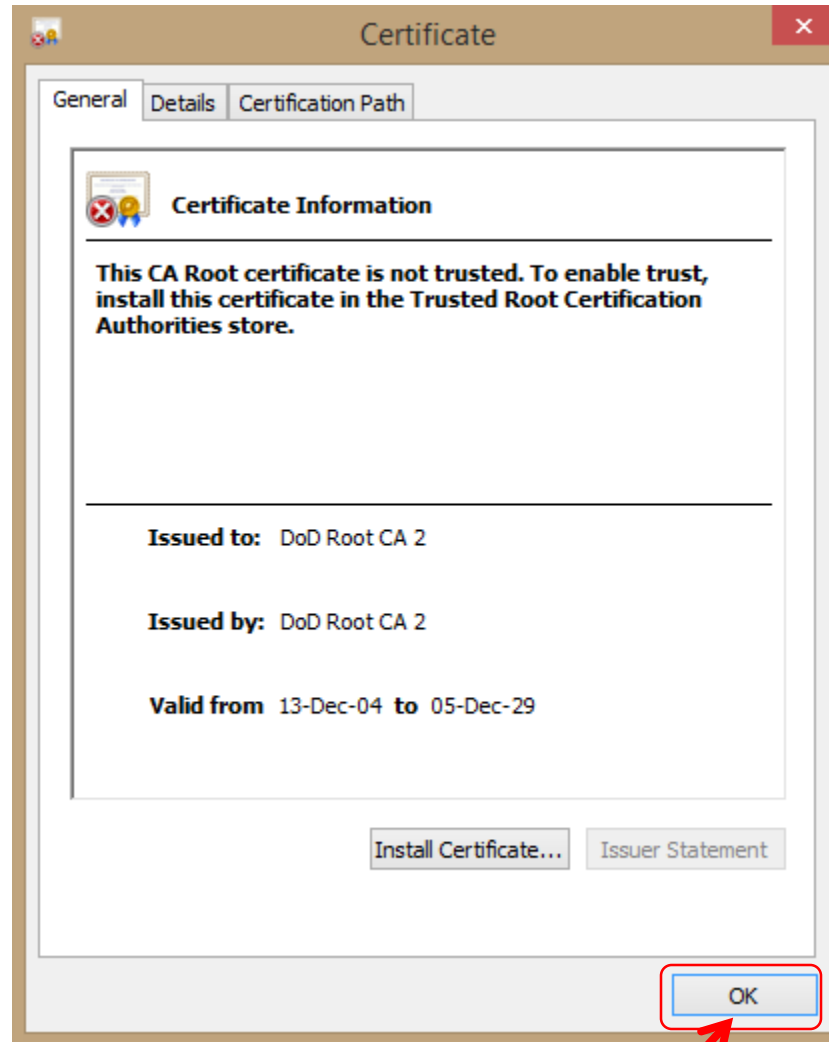 Certificate
General Details Certification Path
Certificate Information
This CA Root certificate is not trusted. To enable trust,
install this certificate in the Trusted Root Certification
Authorities store.
Issued to: DoD Root CA 2
Issued by: DoD Root CA 2
Valid from 13-Dec-04 to 05-Dec-29
Install Certificate... Issuer Statement
OK